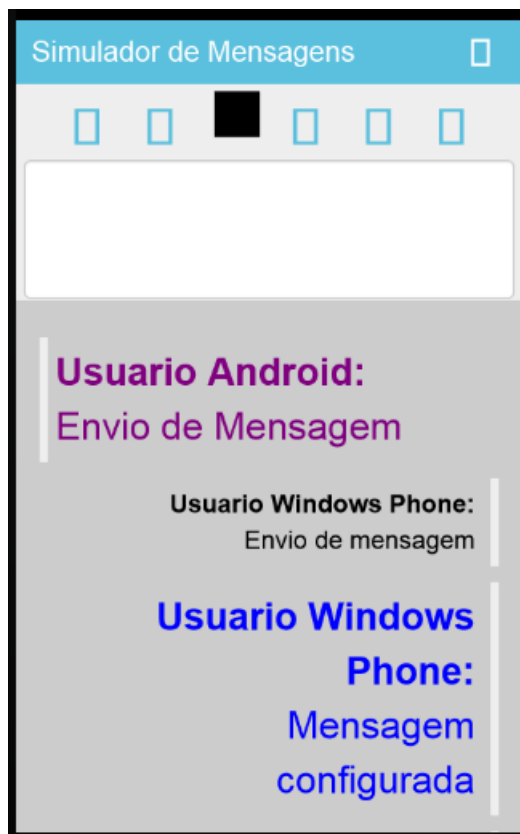 Simulador de Mensagens
Usuario Android:
Envio de Mensagem
Usuario Windows Phone:
Envio de mensagem
Usuario Windows
Phone:
Mensagem
configurada